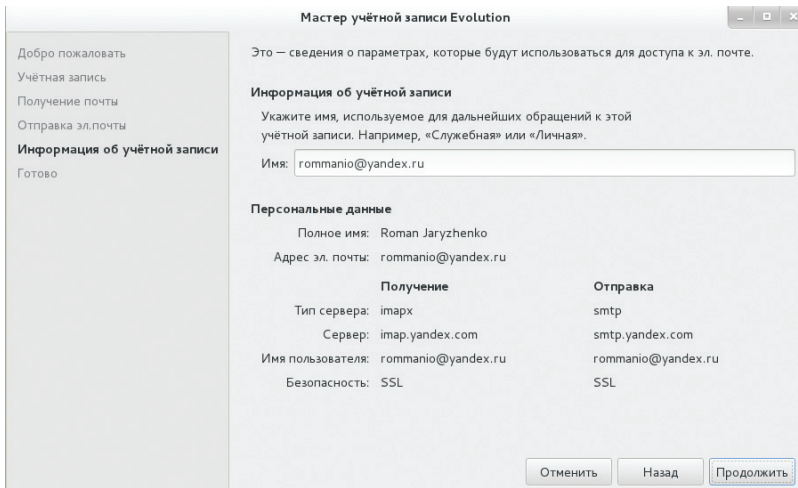 Мастер учётной записи Evolution
Добро пожаловать
Учётная запись
Получение почты
Отправка эл.почты
Информация об учётной записи
Готово
Это — сведения о параметрах, которые будут использоваться для доступа к эл. почте.
Информация об учётной записи
Укажите имя, используемое для дальнейших обращений к этой
учётной записи. Например, «Служебная» или «Личная».
Имя: rommanio@yandex.ru
Персональные данные
Полное имя: Roman Jaryzhenko
Адрес эл. почты: rommanio@yandex.ru
Получение Отправка
Тип сервера: imapx smtp
Сервер: imap.yandex.com smtp.yandex.com
Имя пользователя: rommanio@yandex.ru rommanio@yandex.ru
Безопасность: SSL SSL
Отменить Назад Продолжить